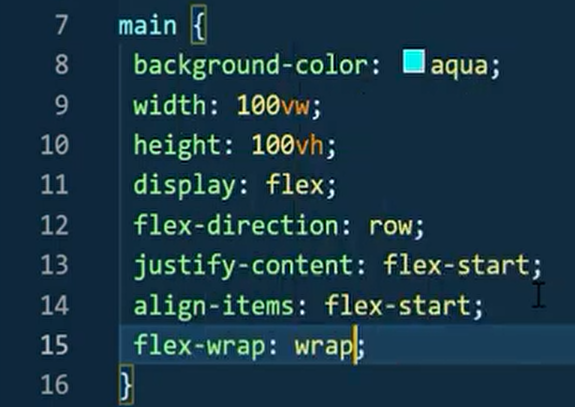 7 main {
8 background-color: aqua;
9 width: 100vw;
10 height: 100vh;
11 display: flex;
12 flex-direction: row;
13 justify-content: flex-start;
14 align-items: flex-start;
15 flex-wrap: wrap;
16 }